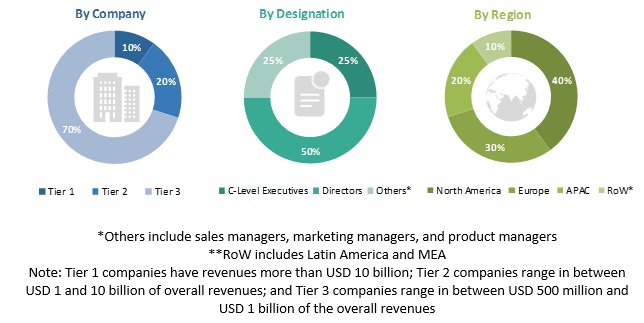 By Company
By Designation
By Region
10%
20%
70%
25%
25%
50%
10%
20%
40%
30%
Tier 1 Tier 2 Tier 3
C-Level Executives Directors Others*
North America Europe APAC RoW*
*Others include sales managers, marketing managers, and product managers
**RoW includes Latin America and MEA
Note: Tier 1 companies have revenues more than USD 10 billion; Tier 2 companies range in between
USD 1 and 10 billion of overall revenues; and Tier 3 companies range in between USD 500 million and
USD 1 billion of the overall revenues